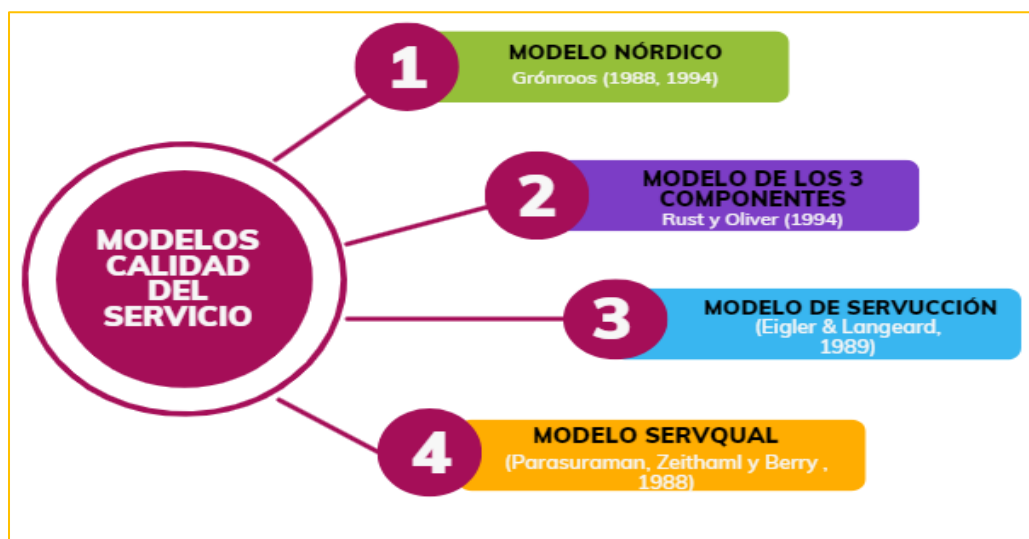 1
MODELO NÓRDICO
Grónroos (1988, 1994)
2
MODELO DE LOS 3
COMPONENTES
Rust y Oliver (1994)
MODELOS
CALIDAD
DEL
SERVICIO
3
MODELO DE SERVUCCIÓN
(Eigler & Langeard,
1989)
4
MODELO SERVQUAL
(Parasuraman, Zeithaml y Berry ,
1988)